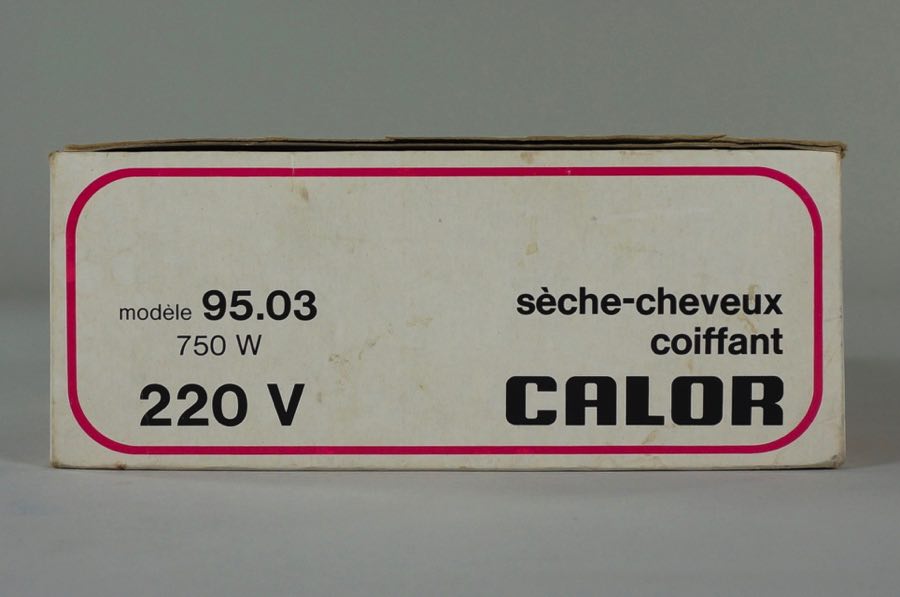 modèle 95.03
750 W
220 V
sèche-cheveux
coiffant
CALOR